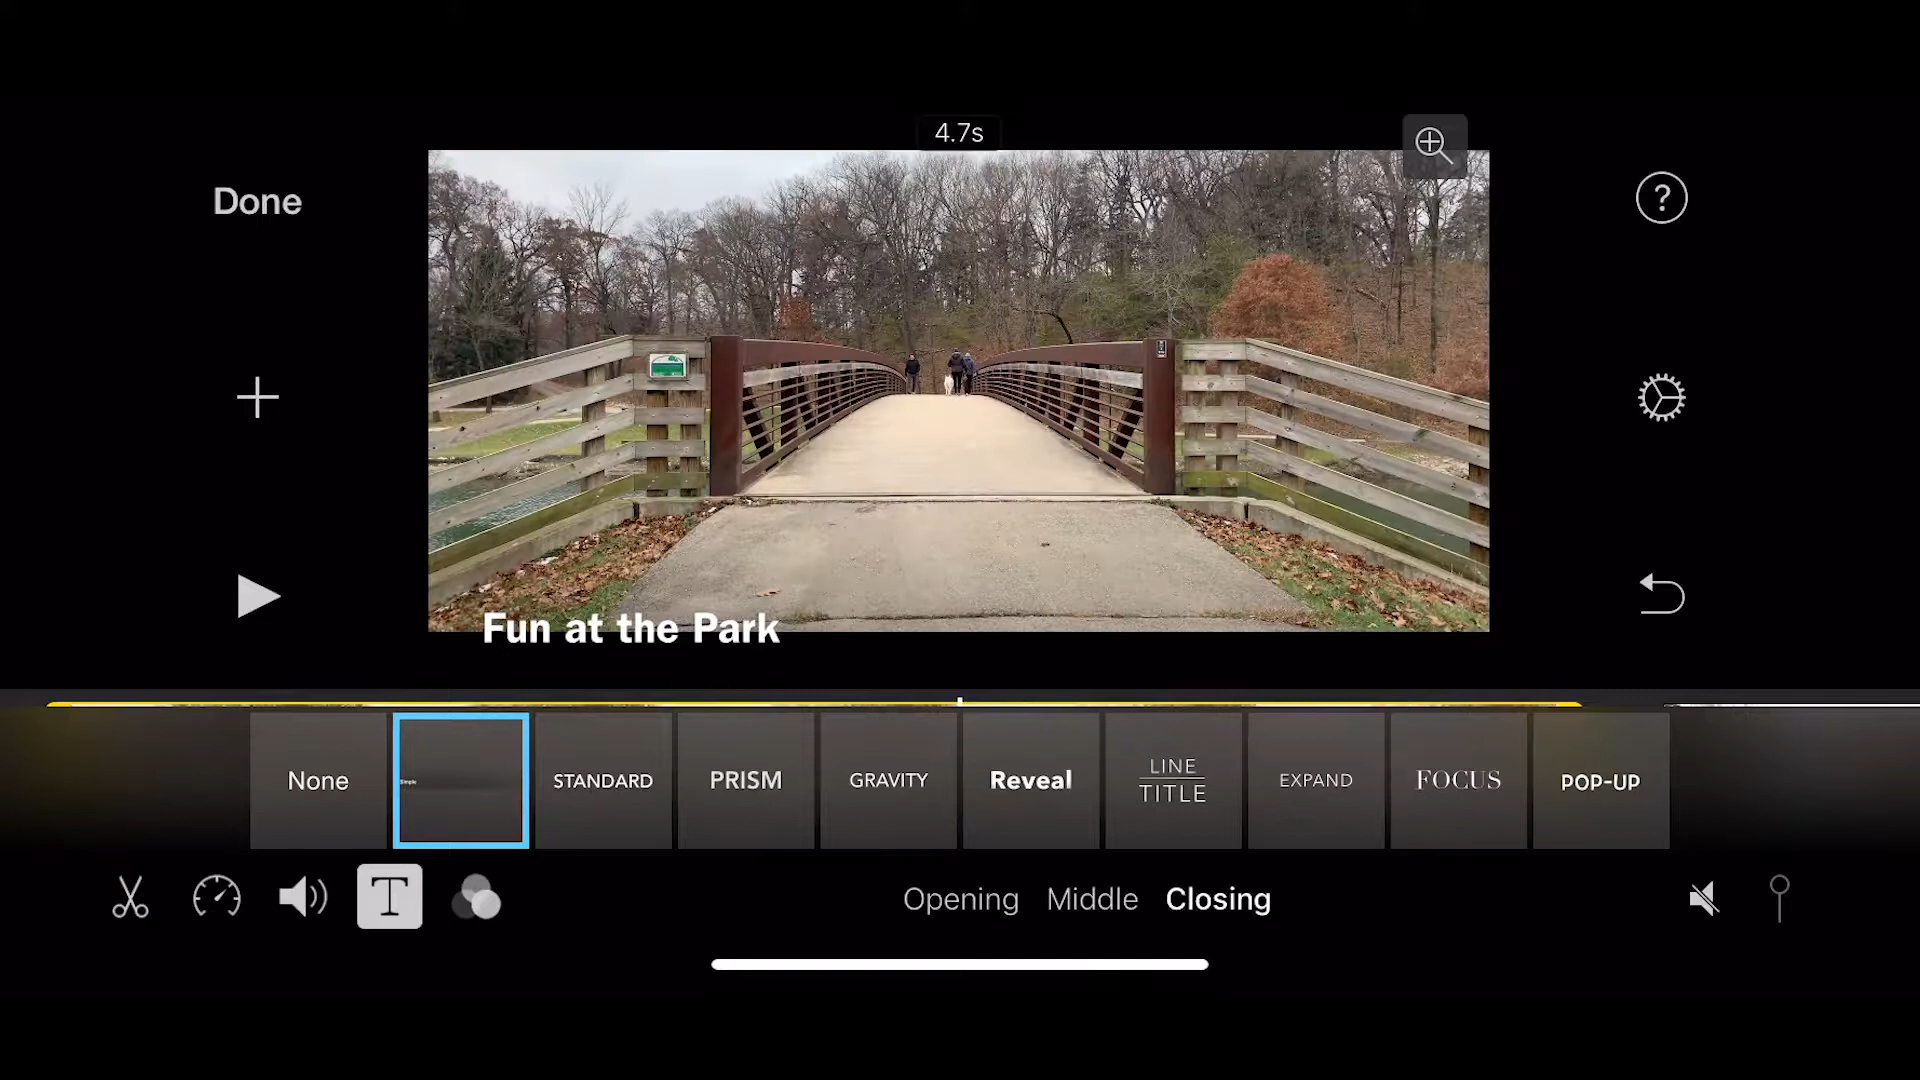 4.7s
Done
?
Fun at the Park
None
Simple
STANDARD
PRISM
GRAVITY
Reveal
LINE
TITLE
EXPAND
FOCUS
POP-UP
T
Opening Middle Closing